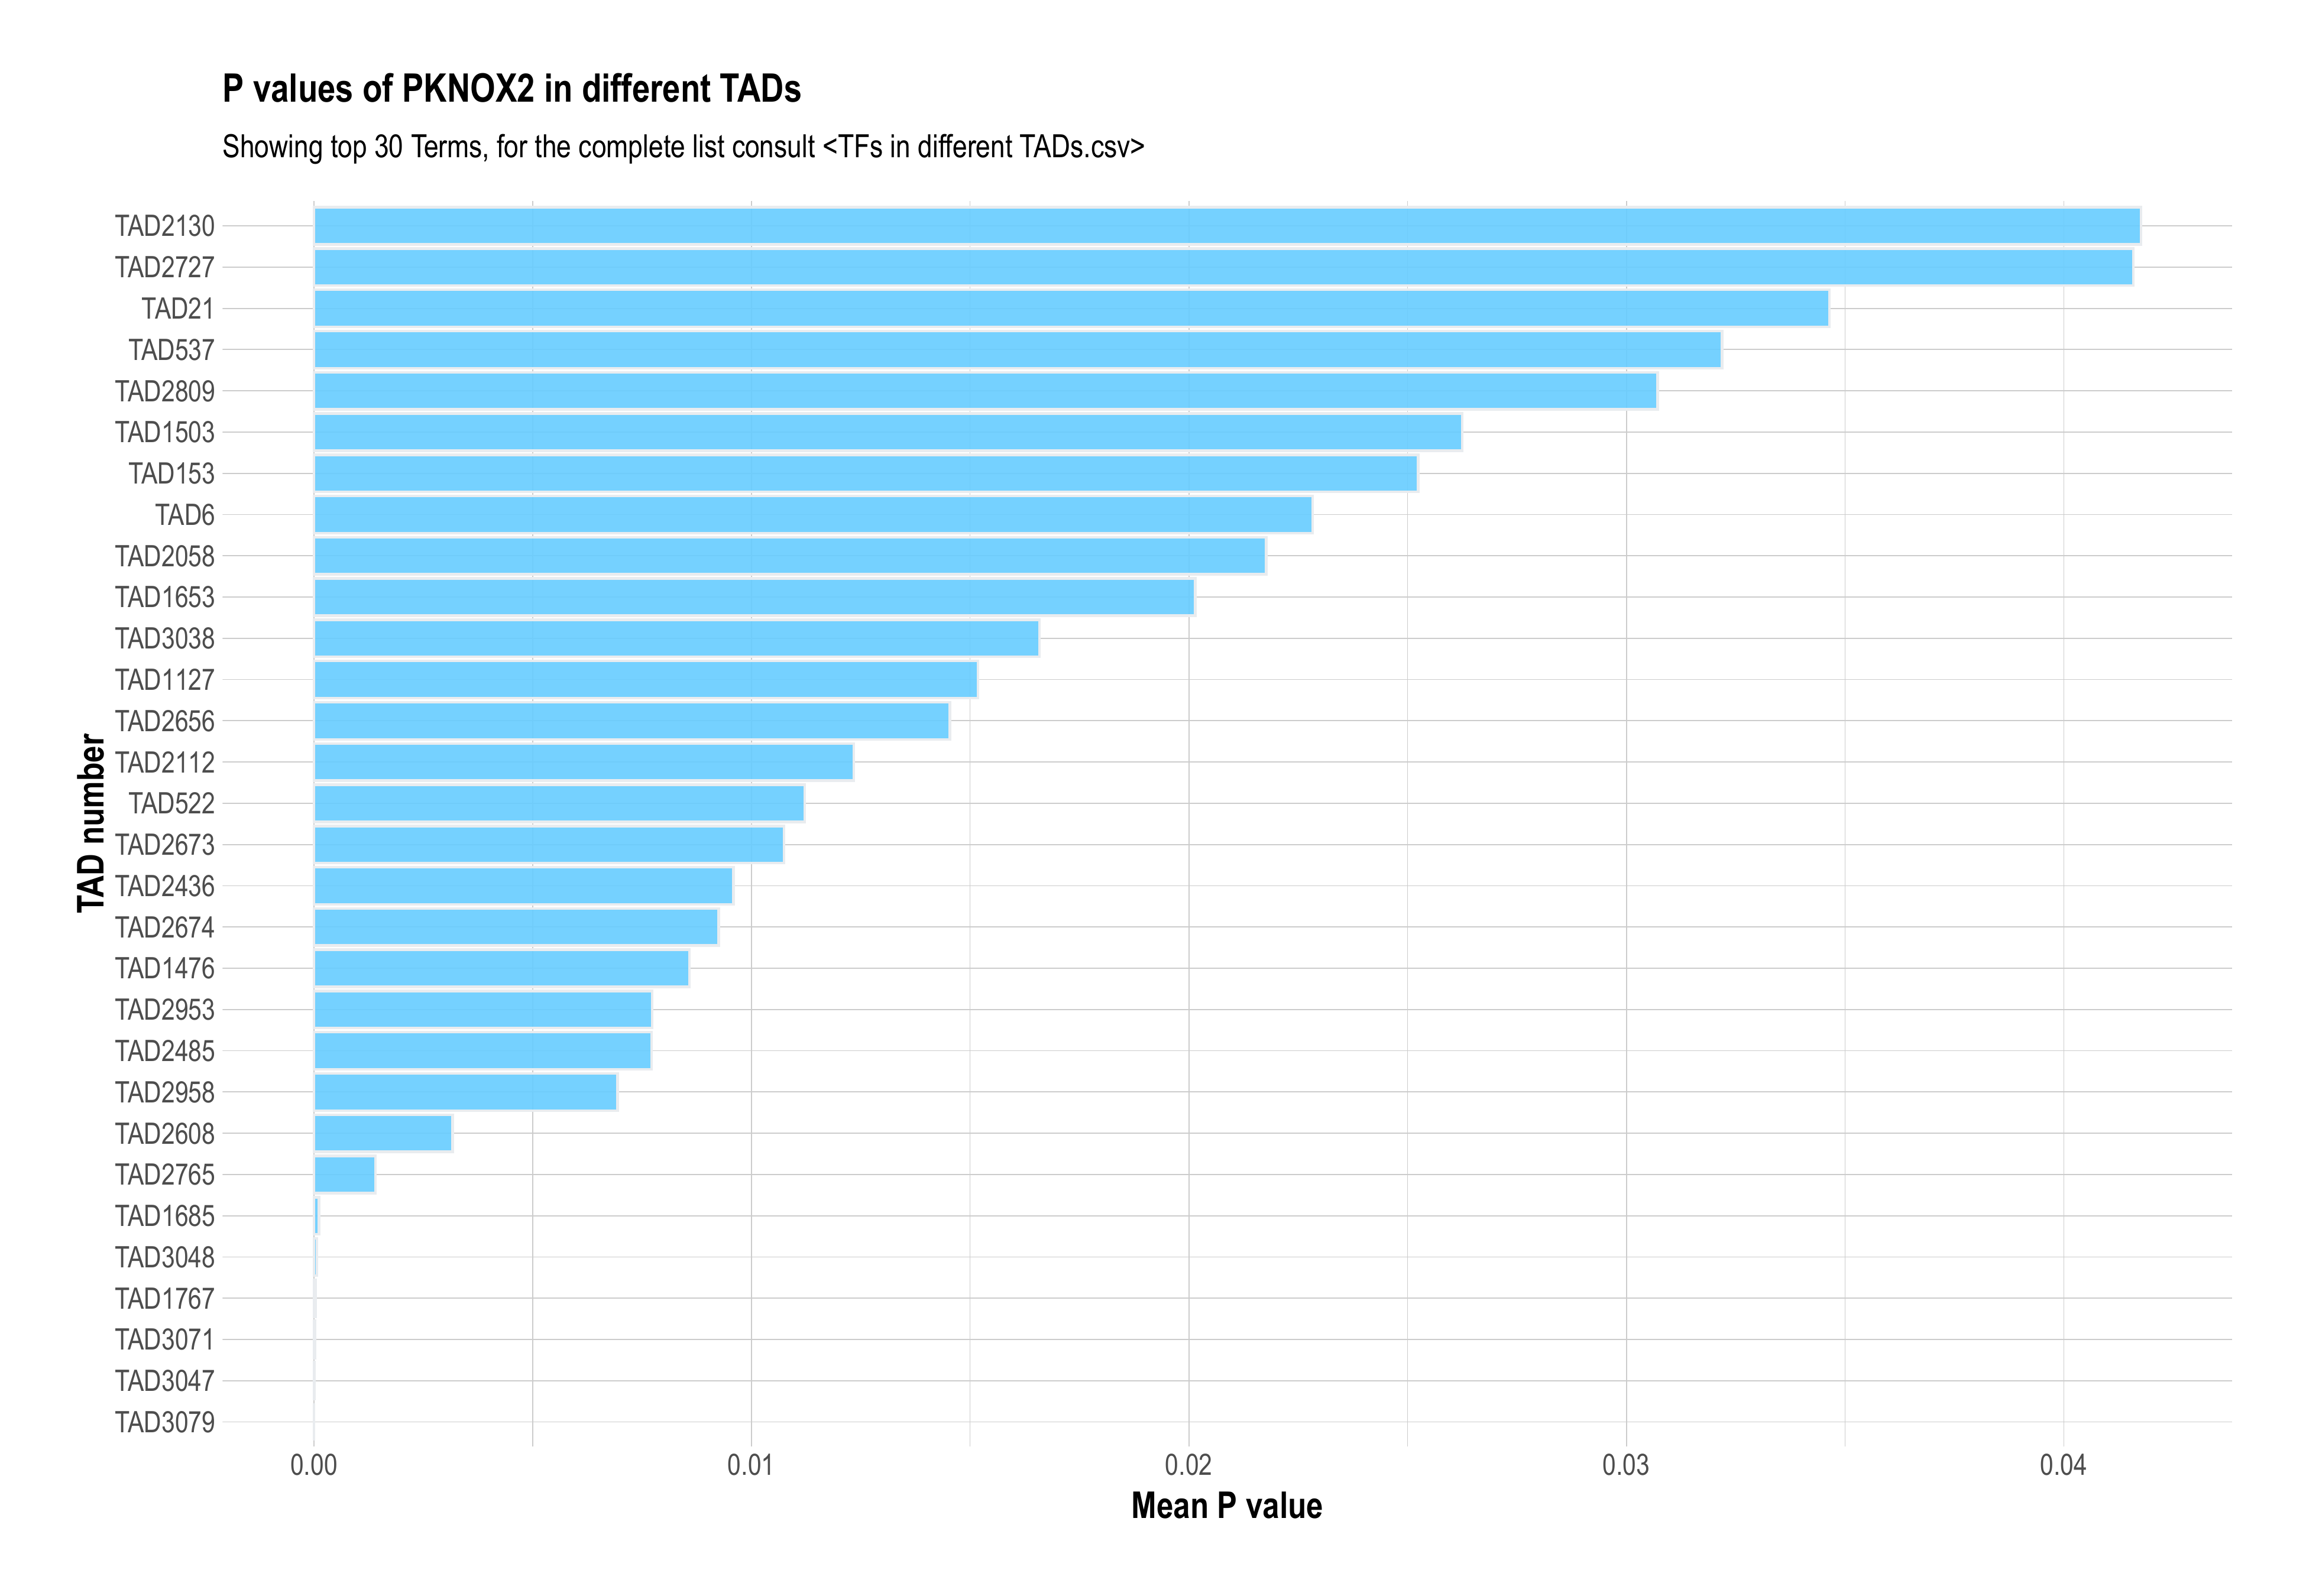 P values of PKNOX2 in different TADs
Showing top 30 Terms, for the complete list consult <TFs in different TADs.csv>
TAD number
TAD2130
TAD2727
TAD21
TAD537
TAD2809
TAD1503
TAD153
TAD6
TAD2058
TAD1653
TAD3038
TAD1127
TAD2656
TAD2112
TAD522
TAD2673
TAD2436
TAD2674
TAD1476
TAD2953
TAD2485
TAD2958
TAD2608
TAD2765
TAD1685
TAD3048
TAD1767
TAD3071
TAD3047
TAD3079
0.00 0.01 0.02 0.03 0.04
Mean P value